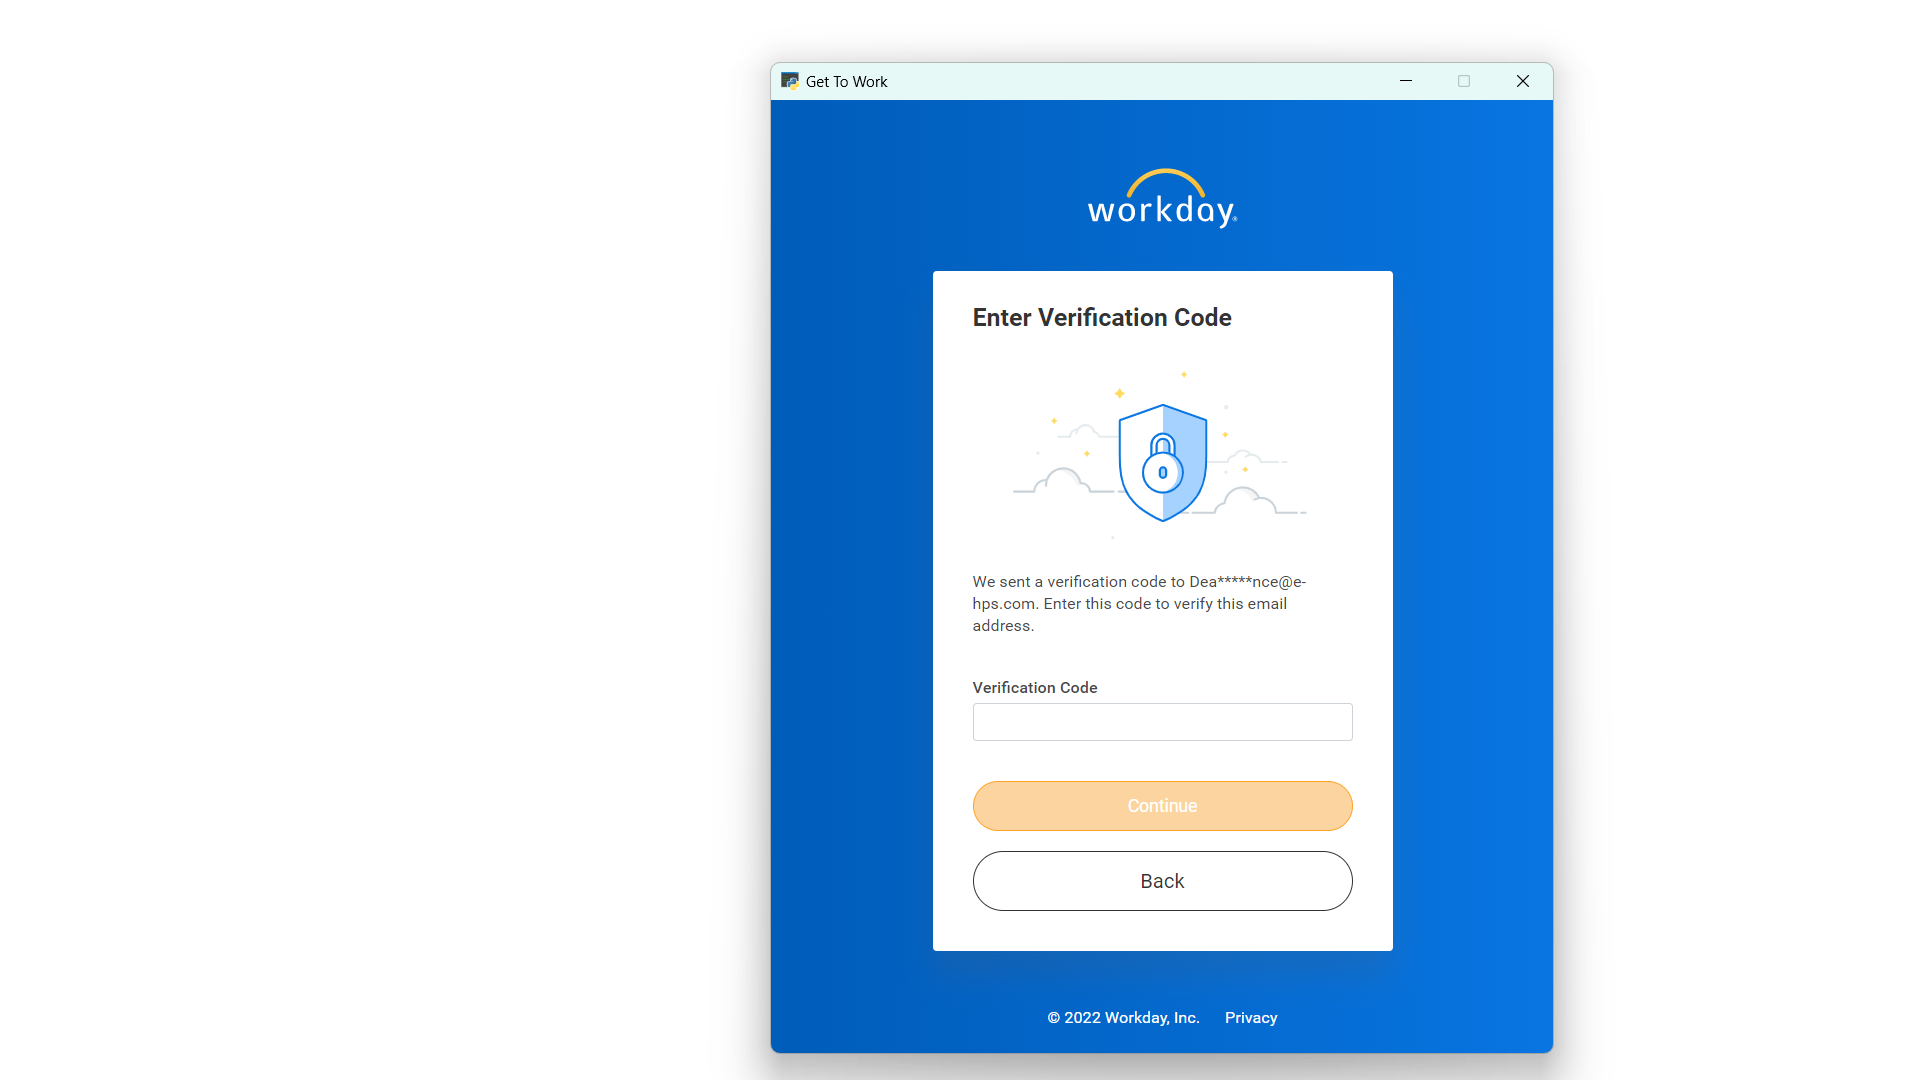 Get To Work
workday®
Enter Verification Code
We sent a verification code to Dea*****nce@e-
hps.com. Enter this code to verify this email
address.
Verification Code
Continue
Back
© 2022 Workday, Inc. Privacy